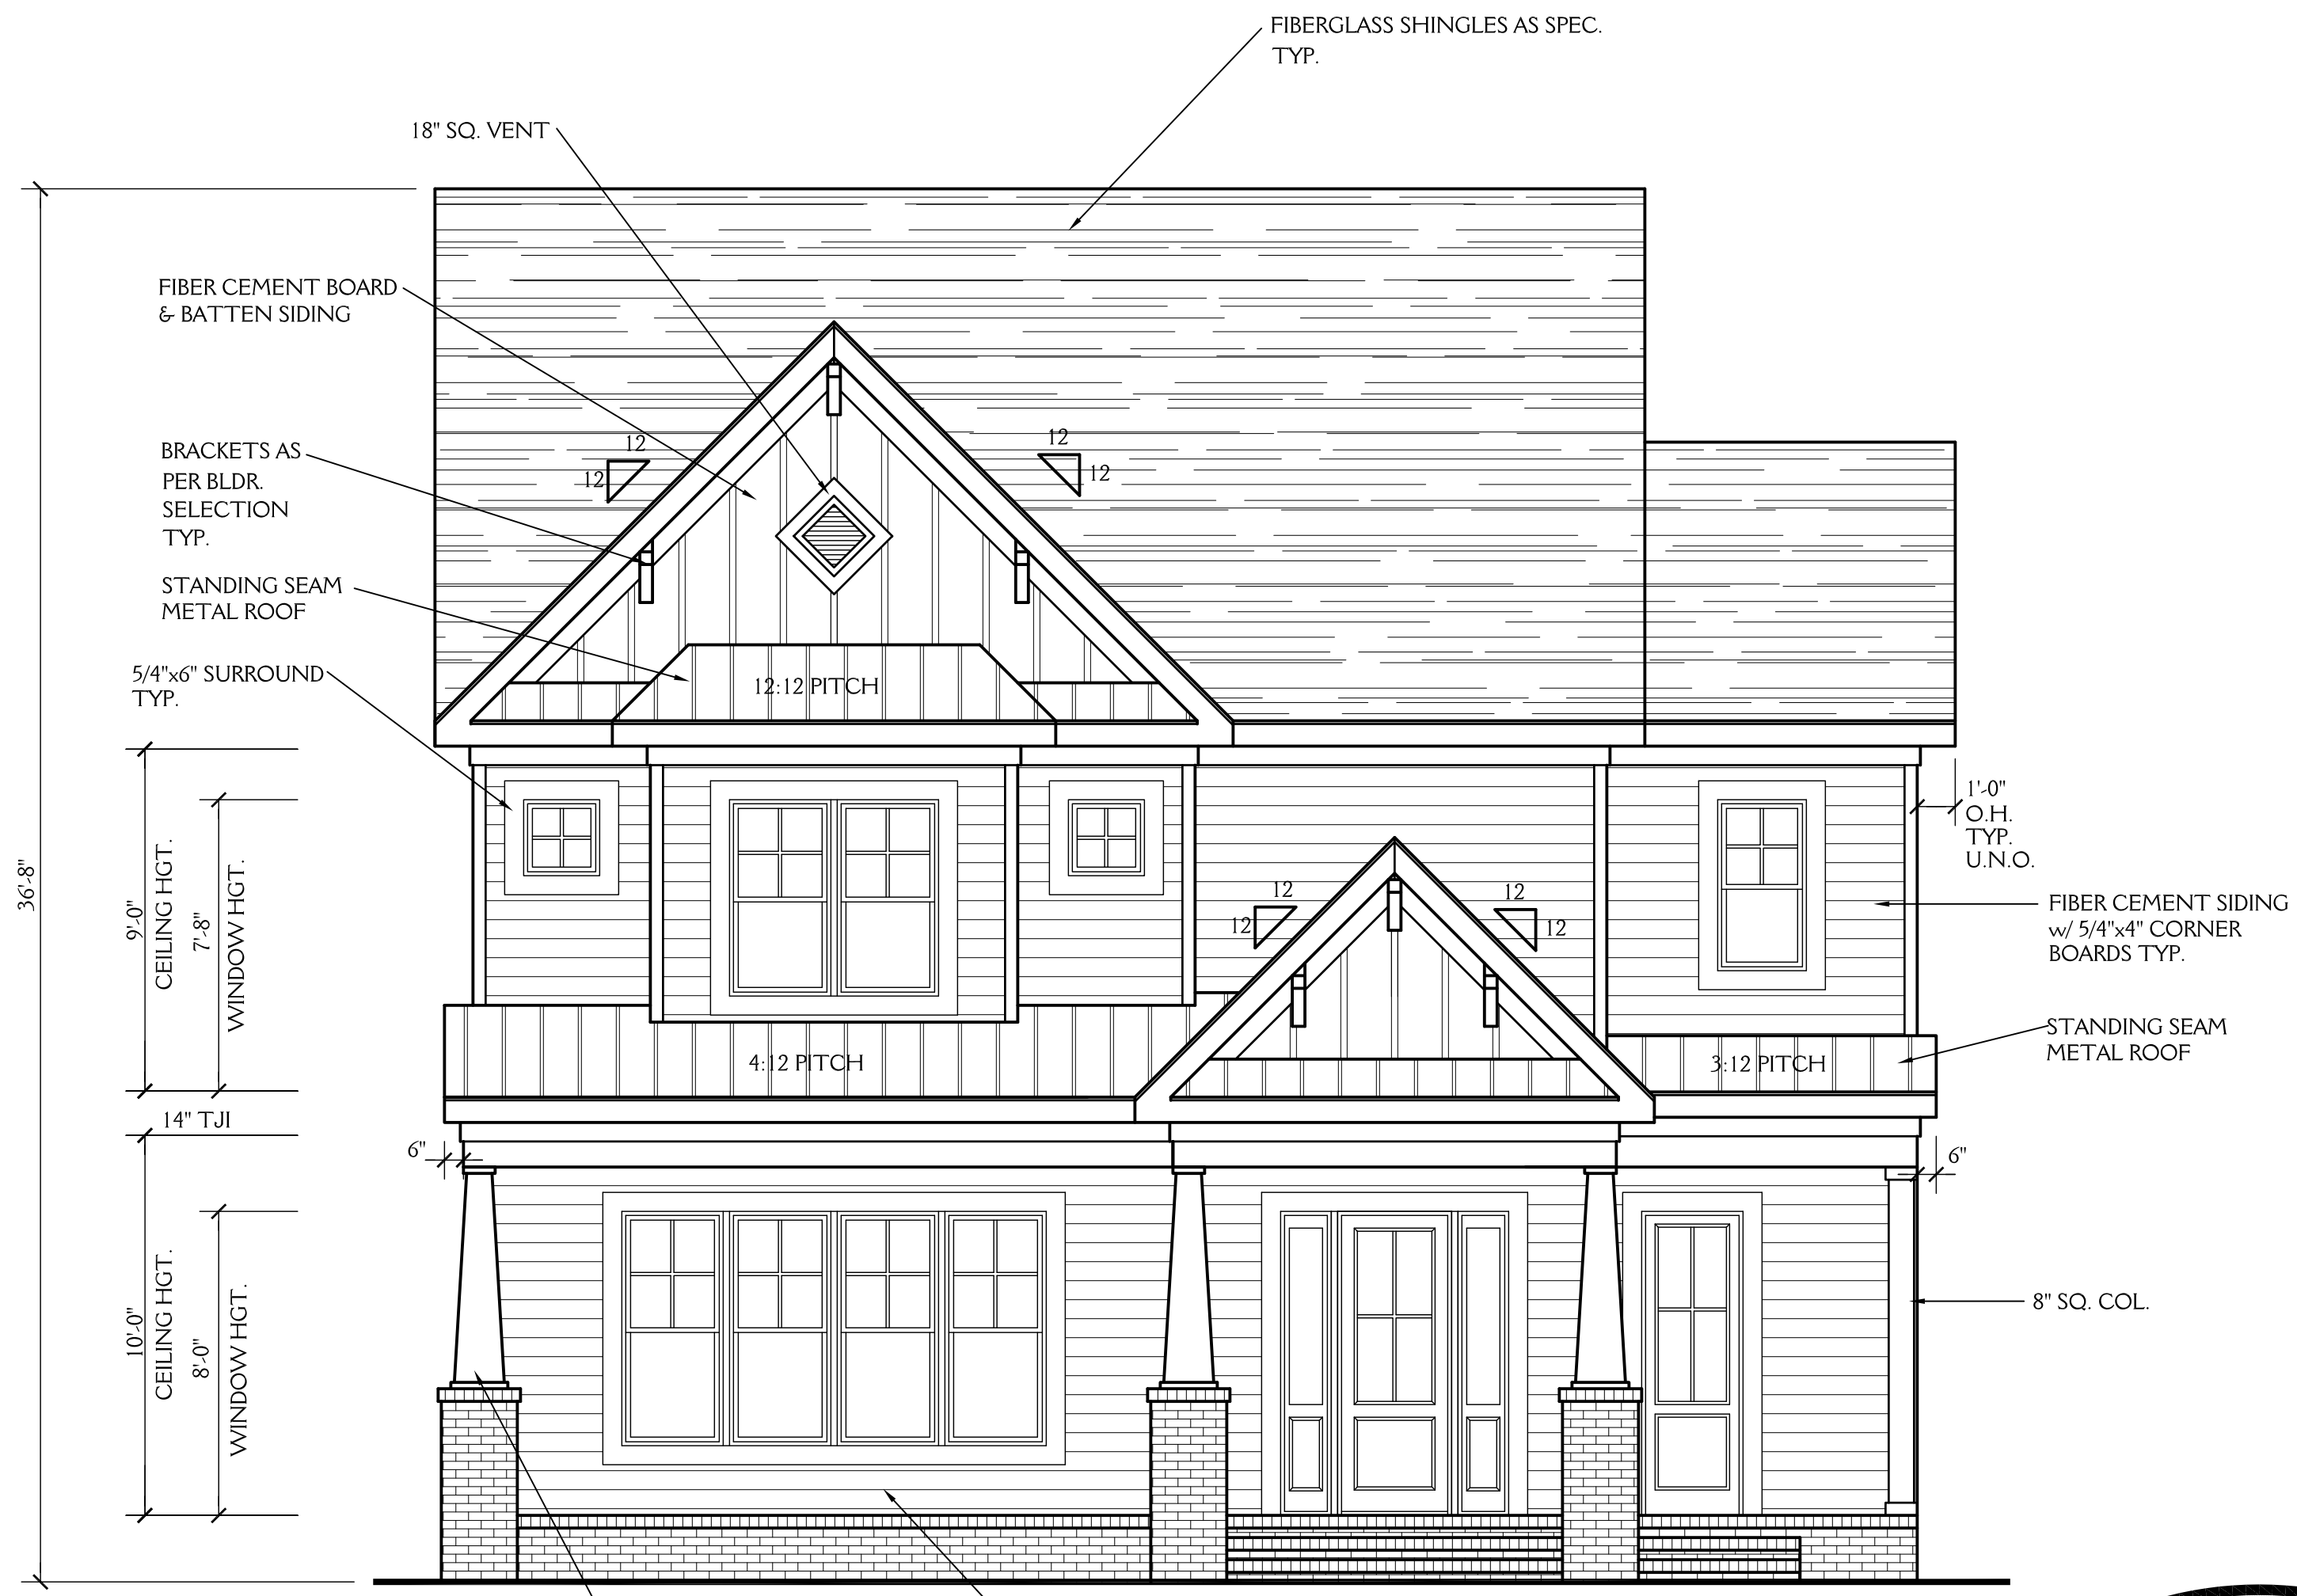 FIBERGLASS SHINGLES AS SPEC.
TYP.
18" SQ. VENT
FIBER CEMENT BOARD
& BATTEN SIDING
BRACKETS AS
PER BLDR.
SELECTION
TYP.
12
12
12
12
STANDING SEAM
METAL ROOF
5/4"x6" SURROUND
TYP.
12:12 PITCH
36'-8"
9'-0"
CEILING HGT.
7'-8"
WINDOW HGT.
1'-0"
O.H.
TYP.
U.N.O.
12
12
12
12
FIBER CEMENT SIDING
w/ 5/4"x4" CORNER
BOARDS TYP.
STANDING SEAM
METAL ROOF
4:12 PITCH
3:12 PITCH
14" TJI
6"
6"
10'-0"
CEILING HGT.
8'-0"
WINDOW HGT.
8" SQ. COL.